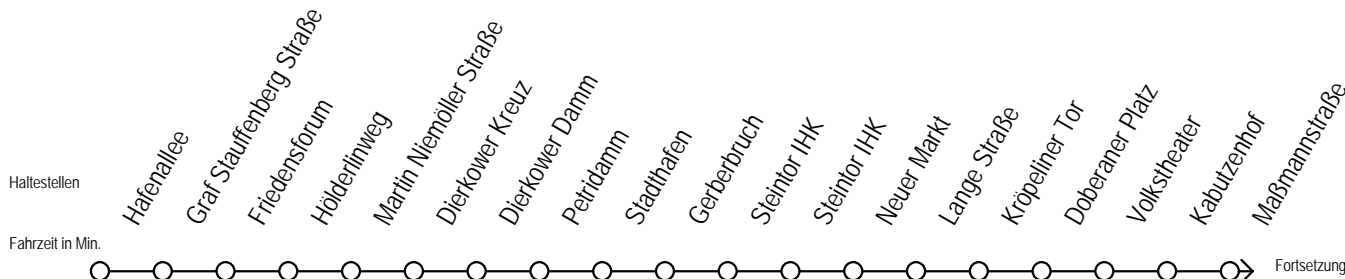 Haltestellen
Hafenallee
Graf Stauffenberg Straße
Friedensforum
Hölderlinweg
Martin Niemöller Straße
Dierkower Kreuz
Dierkower Damm
Petridamm
Stadthafen
Gerberbruch
Steintor IHK
Steintor IHK
Neuer Markt
Lange Straße
Kröpeliner Tor
Doberaner Platz
Volkstheater
Kabutzenhof
Maßmannstraße
Fahrzeit in Min.
Fortsetzung